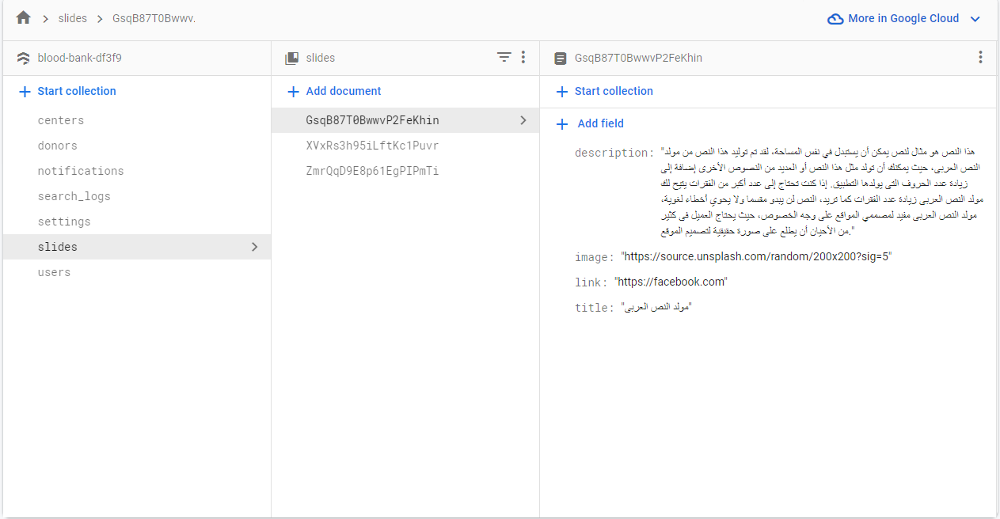 slides
GsqB87T0Bwwv.
More in Google Cloud
blood-bank-df3f9
slides
GsqB87T0BwwvP2FeKhin
Start collection
Add document
Start collection
centers
donors
notifications
search_logs
settings
slides
users
GsqB87T0BwwvP2FeKhin
XVxRs3h95iLftKc1Puvr
ZmrQqD9E8p61EgPIPmTi
Add field
description: "هذا النص هو مثال لنص يمكن أن يستبدل في نفس المساحة، لقد تم توليد هذا النص من مولد
النص العربى، حيث يمكنك أن تولد مثل هذا النص أو العديد من النصوص الأخرى إضافة إلى
زيادة عدد الحروف التى يولدها التطبيق. إذا كنت تحتاج إلى عدد أكبر من الفقرات يتيح لك
مولد النص العربى زيادة عدد الفقرات كما تريد، النص لن يبدو مقسما ولا يحوي أخطاء لغوية،
مولد النص العربى مفيد لمصممي المواقع على وجه الخصوص، حيث يحتاج العميل فى كثير
من الأحيان أن يطلع على صورة حقيقية لتصميم الموقع."
image: "https://source.unsplash.com/random/200x200?sig=5"
link: "https://facebook.com"
title: "مولد النص العربى"